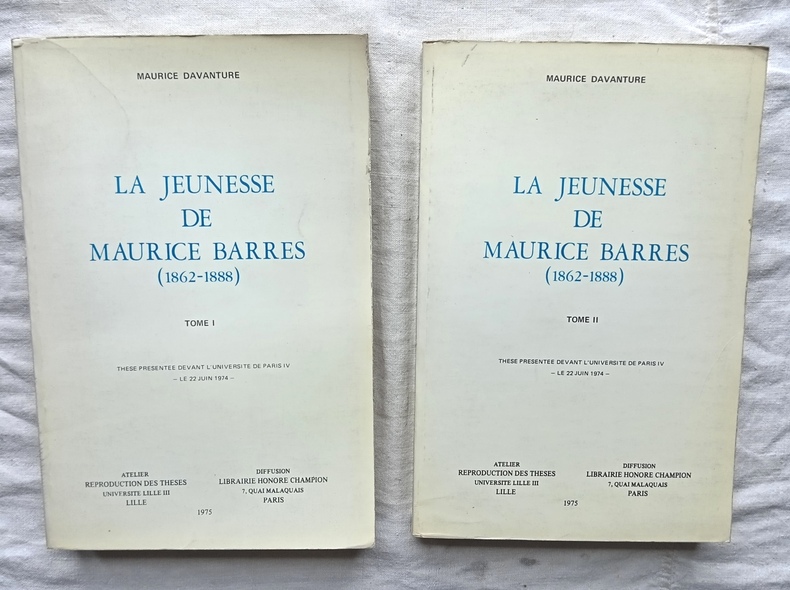 MAURICE DAVANTURE
LA JEUNESSE
DE
MAURICE BARRES
(1862-1888)
TOME I
THESE PRESENTEE DEVANT L'UNIVERSITE DE PARIS IV
– LE 22 JUIN 1974 –
ATELIER
REPRODUCTION DES THESES
UNIVERSITE LILLE III
LILLE
DIFFUSION
LIBRAIRIE HONORE CHAMPION
7, QUAI MALAQUAIS
PARIS
1975
MAURICE DAVANTURE
LA JEUNESSE
DE
MAURICE BARRES
(1862-1888)
TOME II
THESE PRESENTEE DEVANT L'UNIVERSITE DE PARIS IV
– LE 22 JUIN 1974 –
ATELIER
REPRODUCTION DES THESES
UNIVERSITE LILLE III
LILLE
DIFFUSION
LIBRAIRIE HONORE CHAMPION
7, QUAI MALAQUAIS
PARIS
1975